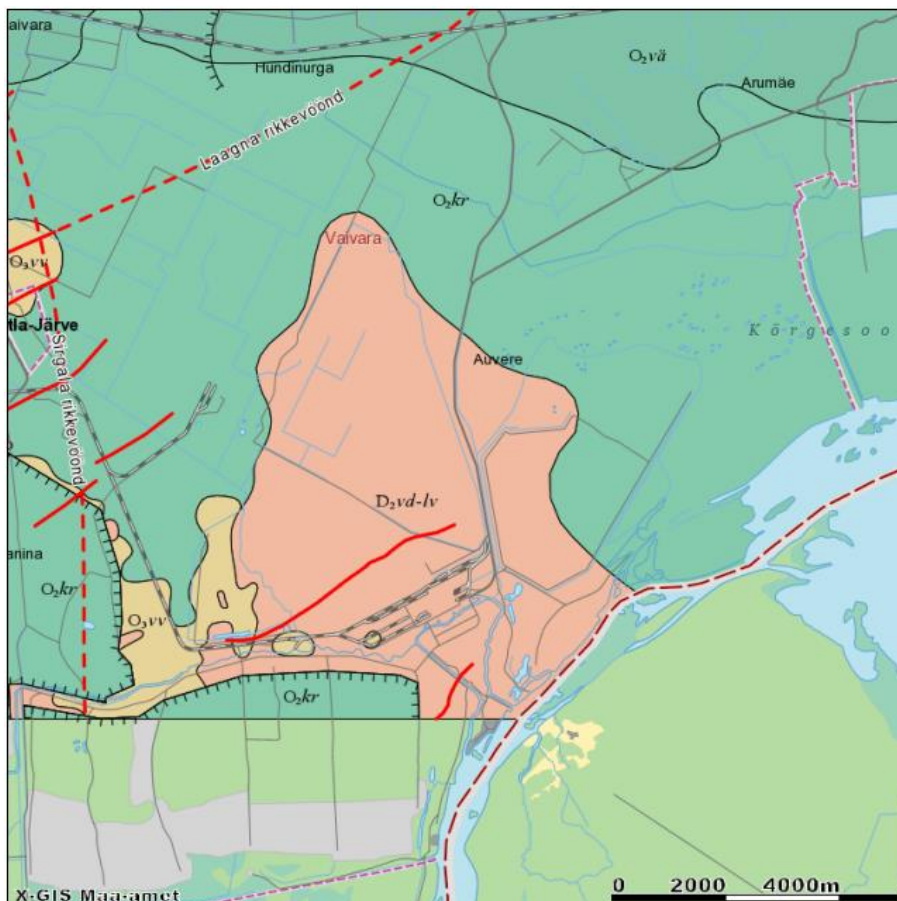 aivara
Hundinurga
O₂vä
Arumäe
Laagna rikkevöönd
O₂kr
Vaivara
O₃vv
tla-Järve
Sirgala rikkevöönd
Kõrgesoo
Auvere
D₂vd-lv
anina
O₂kr
O₃vv
O₂kr
X-GIS Maa-amet
0 2000 4000m